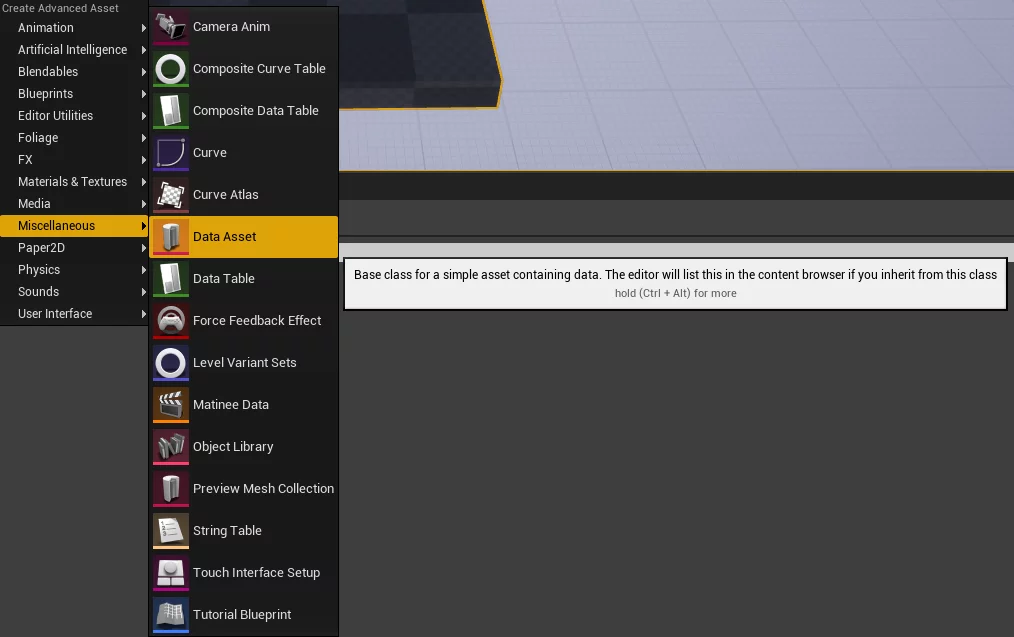 Create Advanced Asset
Animation
Artificial Intelligence
Blendables
Blueprints
Editor Utilities
Foliage
FX
Materials & Textures
Media
Miscellaneous
Paper2D
Physics
Sounds
User Interface
Camera Anim
Composite Curve Table
Composite Data Table
Curve
Curve Atlas
Data Asset
Data Table
Force Feedback Effect
Level Variant Sets
Matinee Data
Object Library
Preview Mesh Collection
String Table
Touch Interface Setup
Tutorial Blueprint
Base class for a simple asset containing data. The editor will list this in the content browser if you inherit from this class
hold (Ctrl + Alt) for more